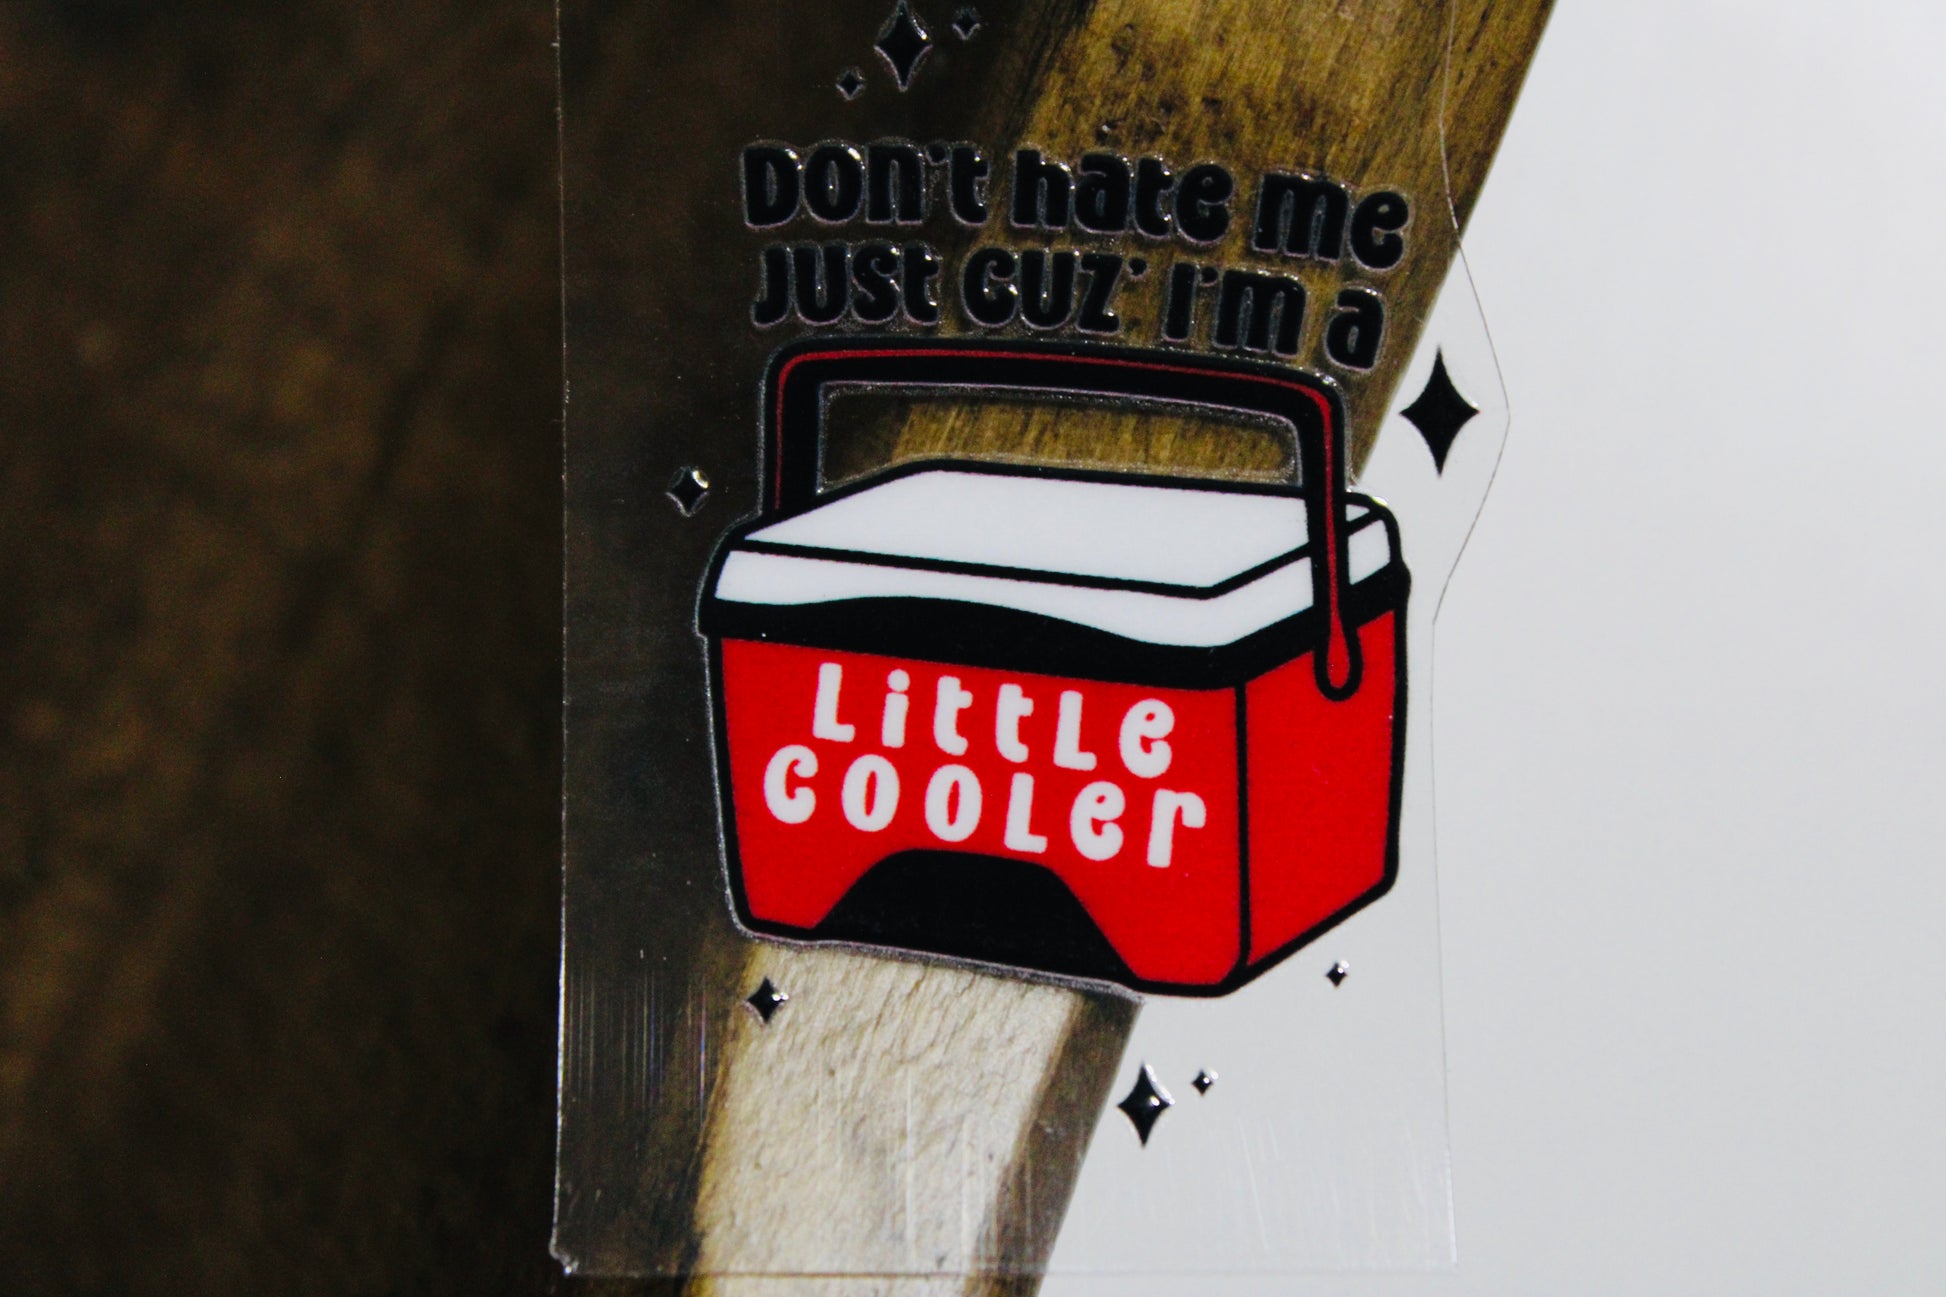 Don't hate me
Just cuz' I'm a
Little
Cooler